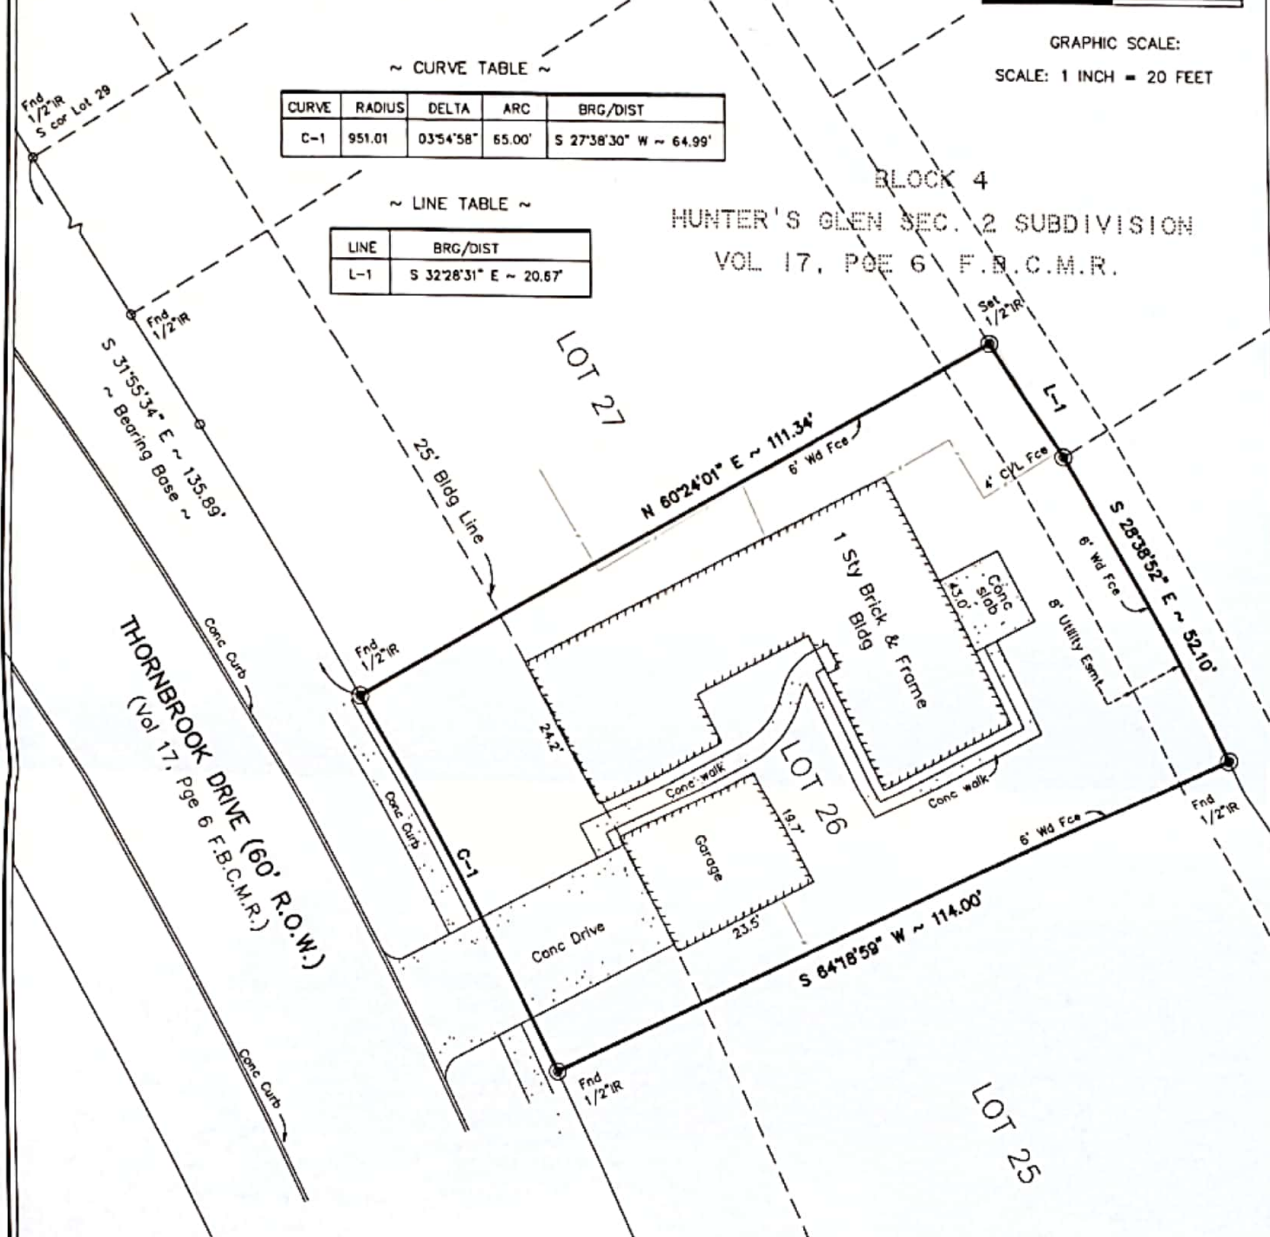 GRAPHIC SCALE:
SCALE: 1 INCH = 20 FEET
~ CURVE TABLE ~
CURVE RADIUS DELTA ARC BRG/DIST
C-1 951.01 03°54'58" 65.00' S 27°38'30" W ~ 64.99'
~ LINE TABLE ~
LINE BRG/DIST
L-1 S 32°28'31" E ~ 20.67'
BLOCK 4
HUNTER'S GLEN SEC. 2 SUBDIVISION
VOL 17, PGE 6 F.B.C.M.R.
Fnd
1/2"IR
S cor Lot 29
Fnd
1/2"IR
S 31°55'34" E ~ 135.89'
~ Bearing Base ~
25' Bldg Line
LOT 27
Set
1/2"IR
L-1
N 60°24'01" E ~ 111.34'
6' Wd Fce
4' C/L Fce
S 28°38'52" E ~ 52.10'
6' Wd Fce
8' Utility Esmt
1 Sty Brick & Frame
Bldg
43.0'
Conc
slab
Fnd
1/2"IR
Conc Curb
THORNBROOK DRIVE (60' R.O.W.)
(Vol 17, Pge 6 F.B.C.M.R.)
24.2'
Conc walk
LOT 26
Conc walk
Conc Curb
C-1
Garage
19.7'
23.5'
Conc Drive
6' Wd Fce
Fnd
1/2"IR
S 64°18'59" W ~ 114.00'
Fnd
1/2"IR
Conc Curb
LOT 25